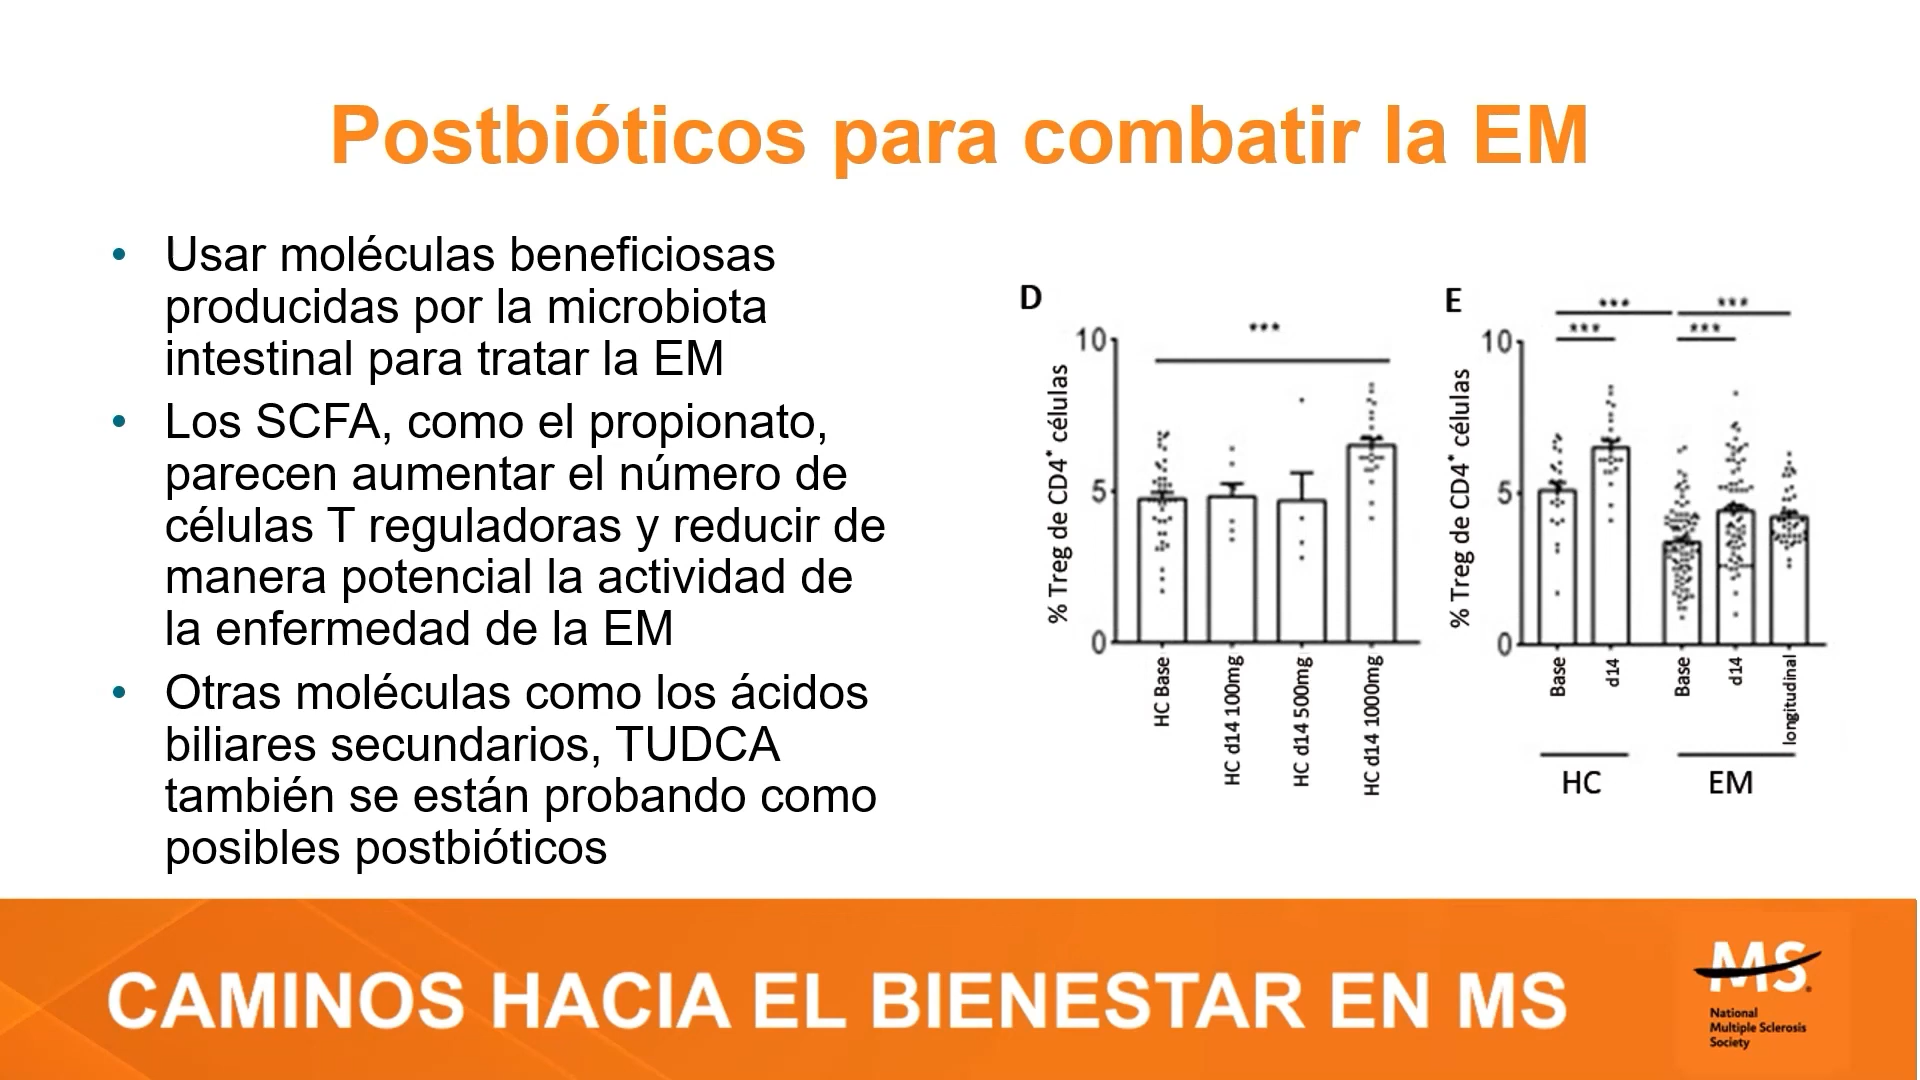 Postbióticos para combatir la EM
• Usar moléculas beneficiosas
producidas por la microbiota
intestinal para tratar la EM
• Los SCFA, como el propionato,
parecen aumentar el número de
células T reguladoras y reducir de
manera potencial la actividad de
la enfermedad de la EM
• Otras moléculas como los ácidos
biliares secundarios, TUDCA
también se están probando como
posibles postbióticos
D
***
10
5
0
% Treg de CD4+ células
HC Base
HC d14 100mg
HC d14 500mg
HC d14 1000mg
E
*** ***
*** ***
10
5
0
% Treg de CD4+ células
Base
d14
Base
d14
longitudinal
HC
EM
CAMINOS HACIA EL BIENESTAR EN MS
MS
National
Multiple Sclerosis
Society